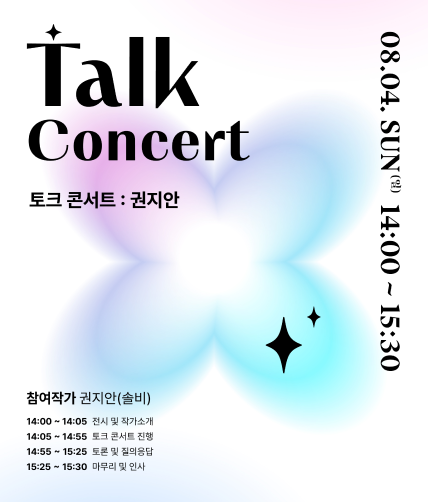 Talk
Concert
토크 콘서트 : 권지안
08.04. SUN(일) 14:00 ~ 15:30
참여작가 권지안(솔비)
14:00 ~ 14:05 전시 및 작가소개
14:05 ~ 14:55 토크 콘서트 진행
14:55 ~ 15:25 토론 및 질의응답
15:25 ~ 15:30 마무리 및 인사